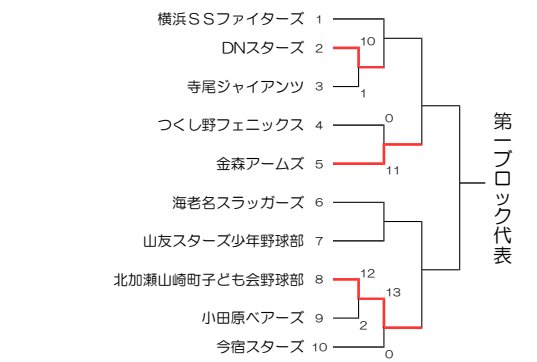 横浜ＳＳファイターズ 1
10
DNスターズ 2
寺尾ジャイアンツ 3
1
つくし野フェニックス 4
0
金森アームズ 5
11
海老名スラッガーズ 6
山友スターズ少年野球部 7
北加瀬山崎町子ども会野球部 8
12
13
小田原ベアーズ 9
2
今宿スターズ 10
0
第一ブロック代表